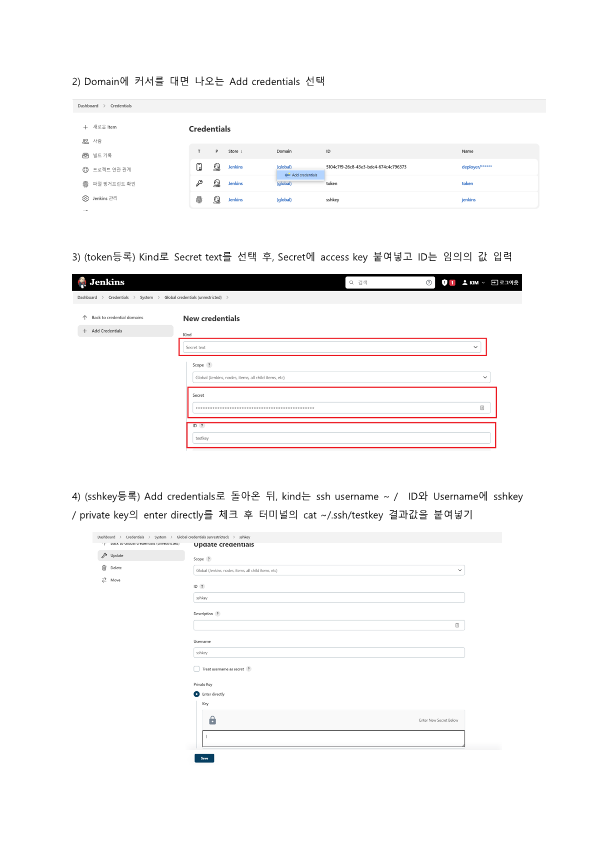 2) Domain에 커서를 대면 나오는 Add credentials 선택
Dashboard > Credentials
+ 새로운 Item
사람
빌드 기록
프로젝트 연관 관계
파일 핑거프린트 확인
Jenkins 관리
Credentials
T P Store ↓ Domain ID Name
Jenkins (global)
deployer/******
Add credentials
Jenkins (global) token token
Jenkins (global) sshkey jenkins
3) (token등록) Kind로 Secret text를 선택 후, Secret에 access key 붙여넣고 ID는 임의의 값 입력
Jenkins
검색
1
KIM
로그아웃
Dashboard > Credentials > System > Global credentials (unrestricted) >
Back to credential domains
+ Add Credentials
New credentials
Kind
Secret text
Scope ?
Global (Jenkins, nodes, items, all child items, etc)
Secret
ID ?
testkey
4) (sshkey등록) Add credentials로 돌아온 뒤, kind는 ssh username ~ / ID와 Username에 sshkey
/ private key의 enter directly를 체크 후 터미널의 cat ~/.ssh/testkey 결과값을 붙여넣기
Dashboard > Credentials > System > Global credentials (unrestricted) > sshkey
Back to Global credentials (unrestricted)
Update
Delete
Move
Update credentials
Scope ?
Global (Jenkins, nodes, items, all child items, etc)
ID ?
sshkey
Description ?
Username
sshkey
Treat username as secret ?
Private Key
Enter directly
Key
Enter New Secret Below
Save